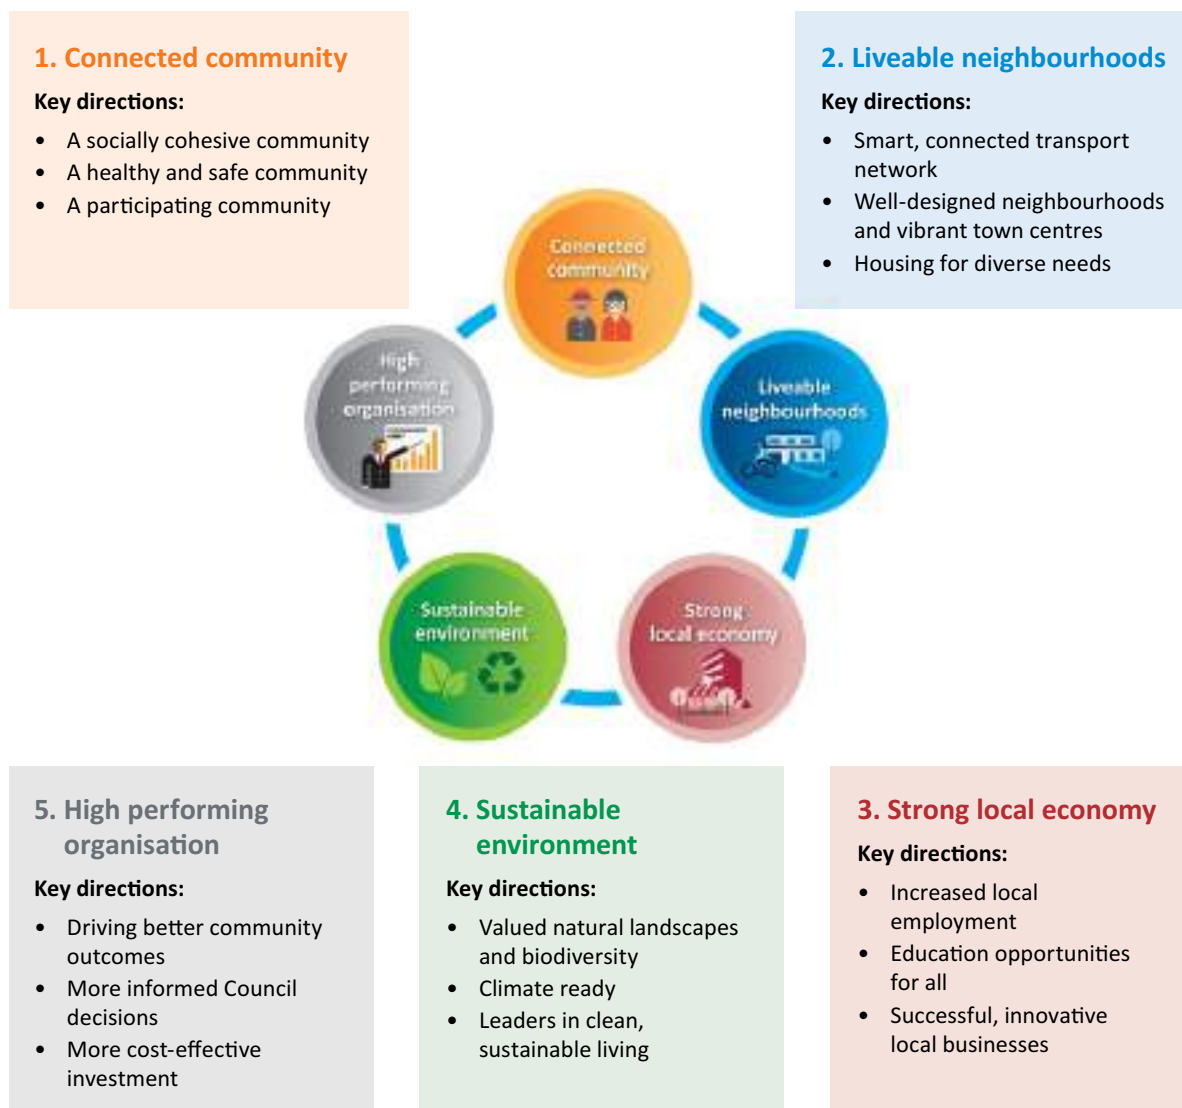 1. Connected community
Key directions:
• A socially cohesive community
• A healthy and safe community
• A participating community
2. Liveable neighbourhoods
Key directions:
• Smart, connected transport
network
• Well-designed neighbourhoods
and vibrant town centres
• Housing for diverse needs
Connected
community
High
performing
organisation
Liveable
neighbourhoods
Sustainable
environment
Strong
local economy
5. High performing
organisation
Key directions:
• Driving better community
outcomes
• More informed Council
decisions
• More cost-effective
investment
4. Sustainable
environment
Key directions:
• Valued natural landscapes
and biodiversity
• Climate ready
• Leaders in clean,
sustainable living
3. Strong local economy
Key directions:
• Increased local
employment
• Education opportunities
for all
• Successful, innovative
local businesses